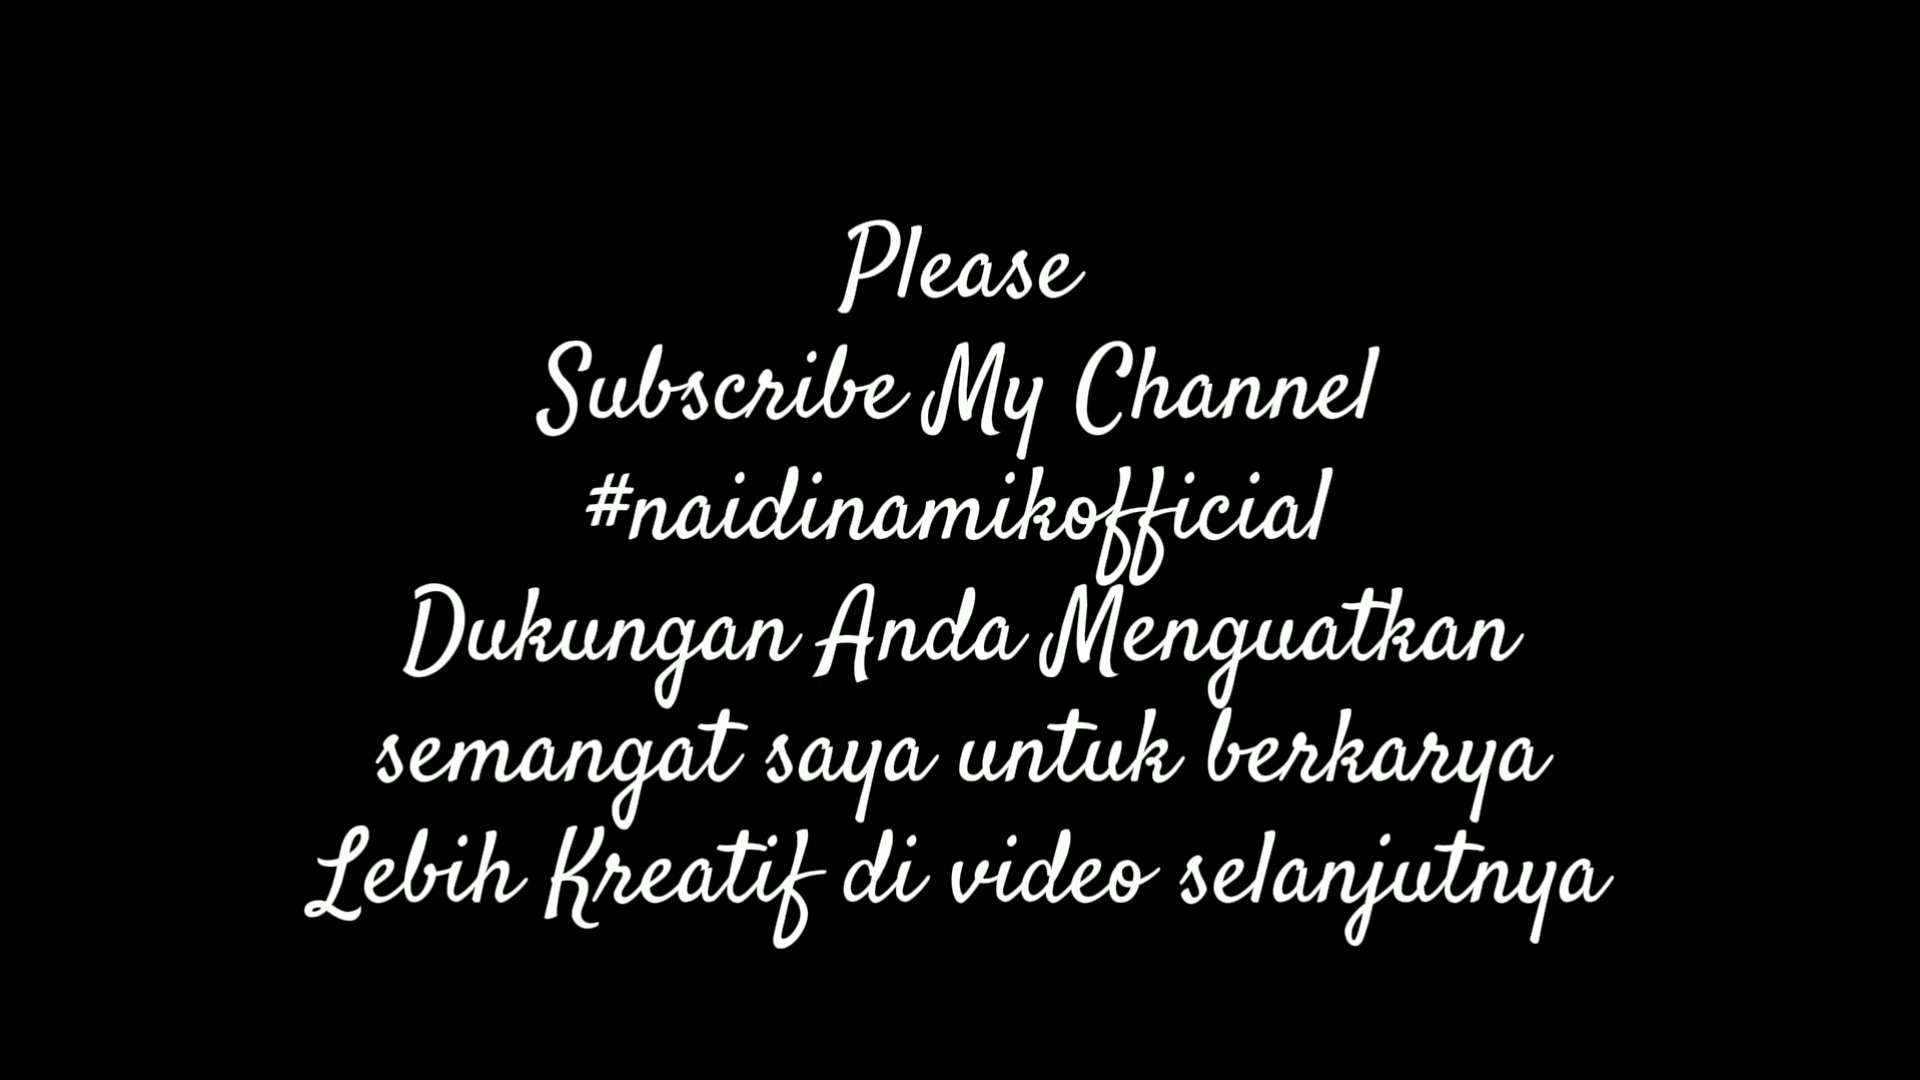 Please
Subscribe My Channel
#naidinamikofficial
Dukungan Anda Menguatkan
semangat saya untuk berkarya
Lebih Kreatif di video selanjutnya